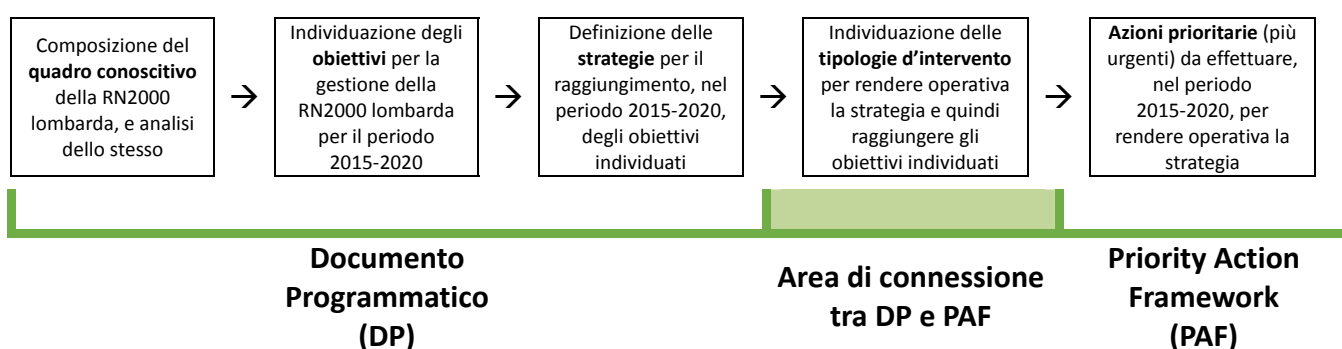 Composizione del
quadro conoscitivo
della RN2000
lombarda, e analisi
dello stesso
→
Individuazione degli
obiettivi per la
gestione della
RN2000 lombarda
per il periodo
2015-2020
→
Definizione delle
strategie per il
raggiungimento, nel
periodo 2015-2020,
degli obiettivi
individuati
→
Individuazione delle
tipologie d'intervento
per rendere operativa
la strategia e quindi
raggiungere gli
obiettivi individuati
→
Azioni prioritarie (più
urgenti) da effettuare,
nel periodo
2015-2020, per
rendere operativa la
strategia
Documento
Programmatico
(DP)
Area di connessione
tra DP e PAF
Priority Action
Framework
(PAF)